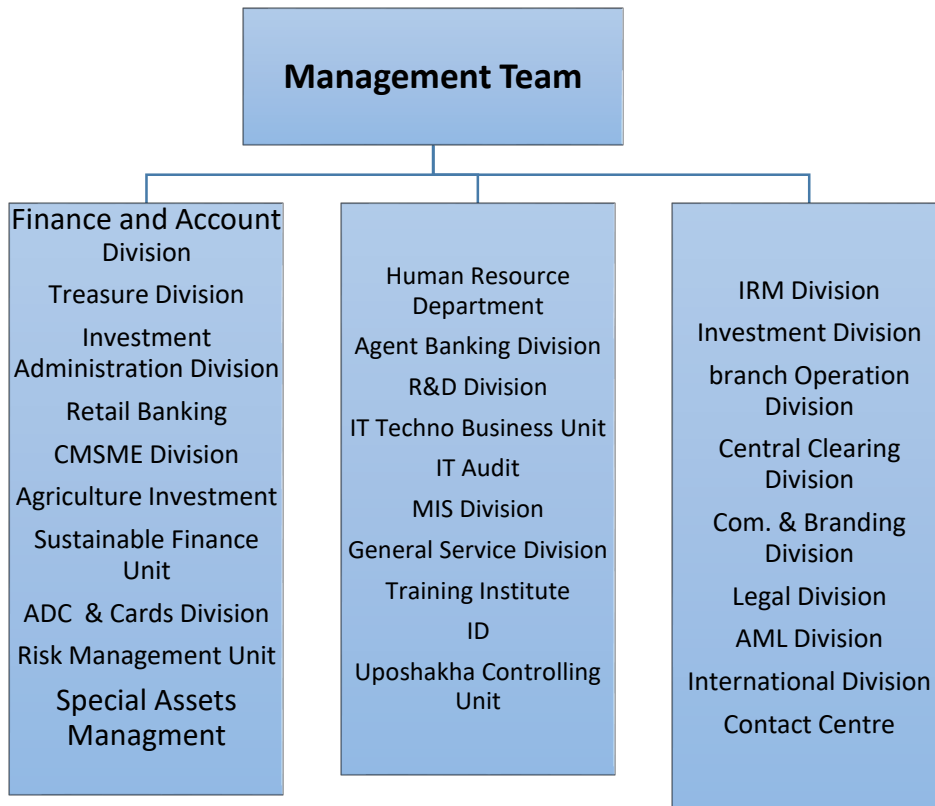 Management Team
Finance and Account
Division
Treasure Division
Investment
Administration Division
Retail Banking
CMSME Division
Agriculture Investment
Sustainable Finance
Unit
ADC & Cards Division
Risk Management Unit
Special Assets
Managment
Human Resource
Department
Agent Banking Division
R&D Division
IT Techno Business Unit
IT Audit
MIS Division
General Service Division
Training Institute
ID
Uposhakha Controlling
Unit
IRM Division
Investment Division
branch Operation
Division
Central Clearing
Division
Com. & Branding
Division
Legal Division
AML Division
International Division
Contact Centre